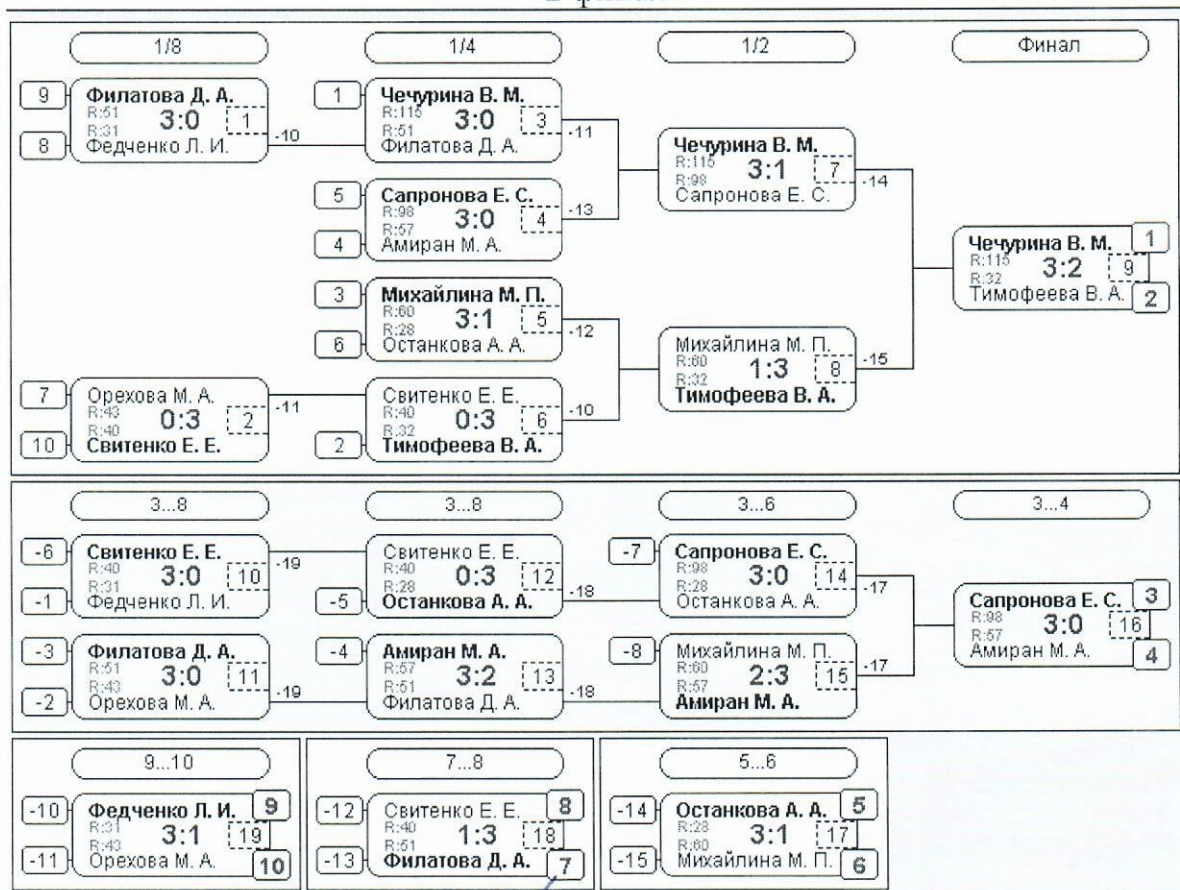 1/8 1/4 1/2 Финал
9 Филатова Д. А. 1 Чечурина В. М.
R:51 3:0 1 R:115 3:0 3
R:31 R:51
8 Федченко Л. И. -10 Филатова Д. А. -11
Чечурина В. М.
R:115 3:1 7
R:98
Сапронова Е. С. -14
5 Сапронова Е. С.
R:98 3:0 4 -13
R:57
4 Амиран М. А.
Чечурина В. М. 1
R:115 3:2 9
R:32
Тимофеева В. А. 2
3 Михайлина М. П.
R:60 3:1 5 -12
R:28
6 Останкова А. А.
Михайлина М. П.
R:60 1:3 8 -15
R:32
Тимофеева В. А.
7 Орехова М. А. Свитенко Е. Е.
R:43 0:3 2 -11 R:40 0:3 6 -10
R:40 R:32
10 Свитенко Е. Е. 2 Тимофеева В. А.
3...8 3...8 3...6 3...4
-6 Свитенко Е. Е. Свитенко Е. Е. -7 Сапронова Е. С.
R:40 3:0 10 -19 R:40 0:3 12 R:98 3:0 14 -17
R:31 R:28 R:28
-1 Федченко Л. И. -5 Останкова А. А. -18 Останкова А. А.
Сапронова Е. С. 3
R:98 3:0 16
R:57
Амиран М. А. 4
-3 Филатова Д. А. -4 Амиран М. А. -8 Михайлина М. П.
R:51 3:0 11 R:57 3:2 13 R:60 2:3 15 -17
R:43 R:51 R:57
-2 Орехова М. А. -19 Филатова Д. А. -18 Амиран М. А.
9...10 7...8 5...6
-10 Федченко Л. И. 9 -12 Свитенко Е. Е. 8 -14 Останкова А. А. 5
R:31 3:1 19 R:40 1:3 18 R:28 3:1 17
R:43 R:51 R:60
-11 Орехова М. А. 10 -13 Филатова Д. А. 7 -15 Михайлина М. П. 6